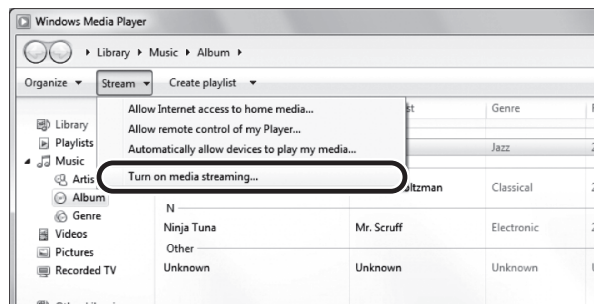 Windows Media Player
Library Music Album
Organize Stream Create playlist
Allow Internet access to home media...
Allow remote control of my Player...
Automatically allow devices to play my media...
Turn on media streaming...
Library
Playlists
Music
Album
Genre
Videos
Pictures
Recorded TV
Genre
Jazz
Classical
N
Ninja Tuna Mr. Scruff Electronic
Other
Unknown Unknown Unknown